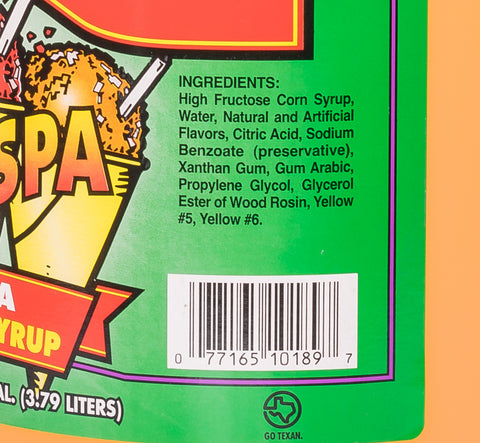 INGREDIENTS:
High Fructose Corn Syrup,
Water, Natural and Artificial
Flavors, Citric Acid, Sodium
Benzoate (preservative),
Xanthan Gum, Gum Arabic,
Propylene Glycol, Glycerol
Ester of Wood Rosin, Yellow
#5, Yellow #6.
SPA
A
YRUP
AL. (3.79 LITERS)
0 77165 10189 7
GO TEXAN.